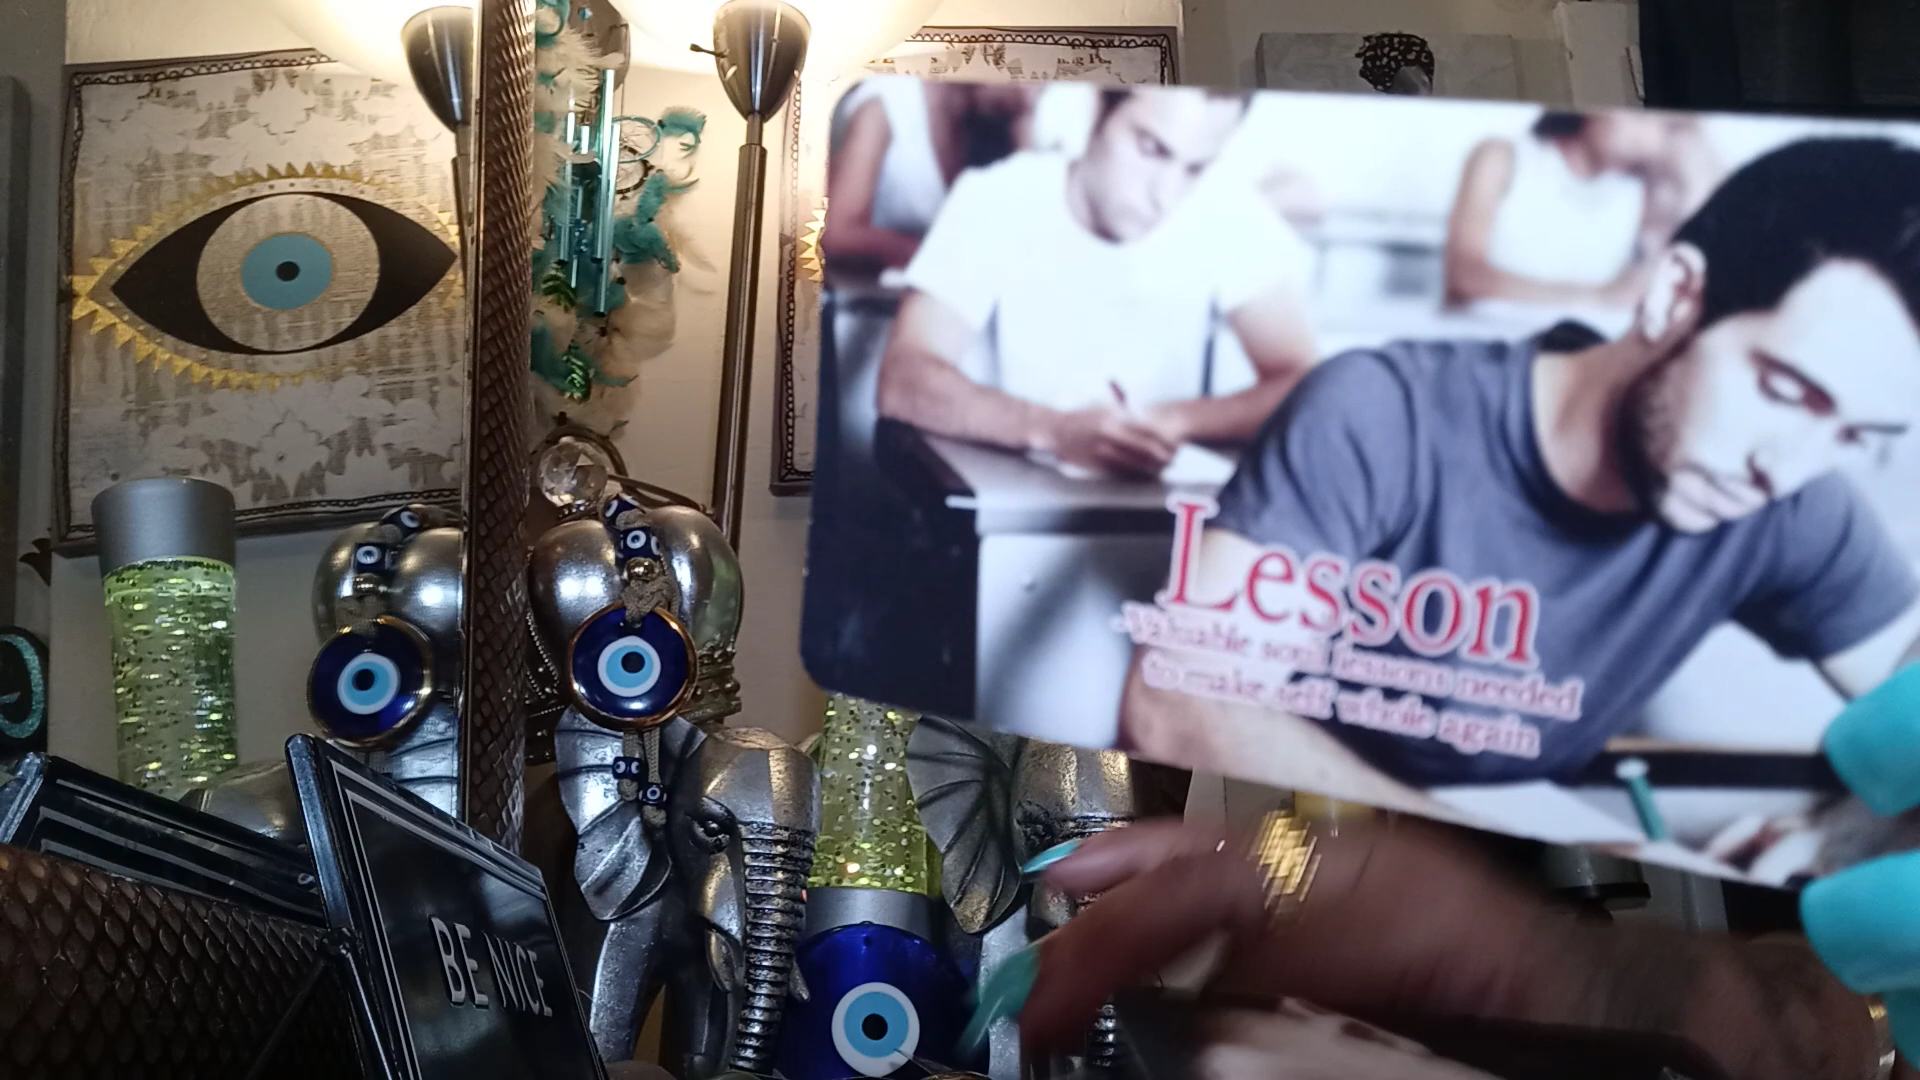 Lesson
Valuable soul lessons needed
to make self whole again
BE NICE